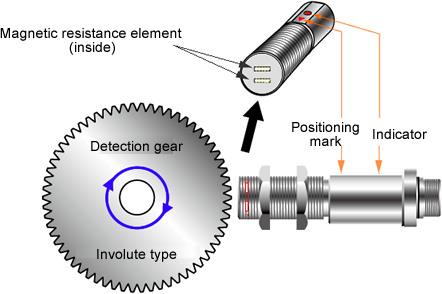 Magnetic resistance element
(inside)
Detection gear
Positioning
mark
Indicator
Involute type